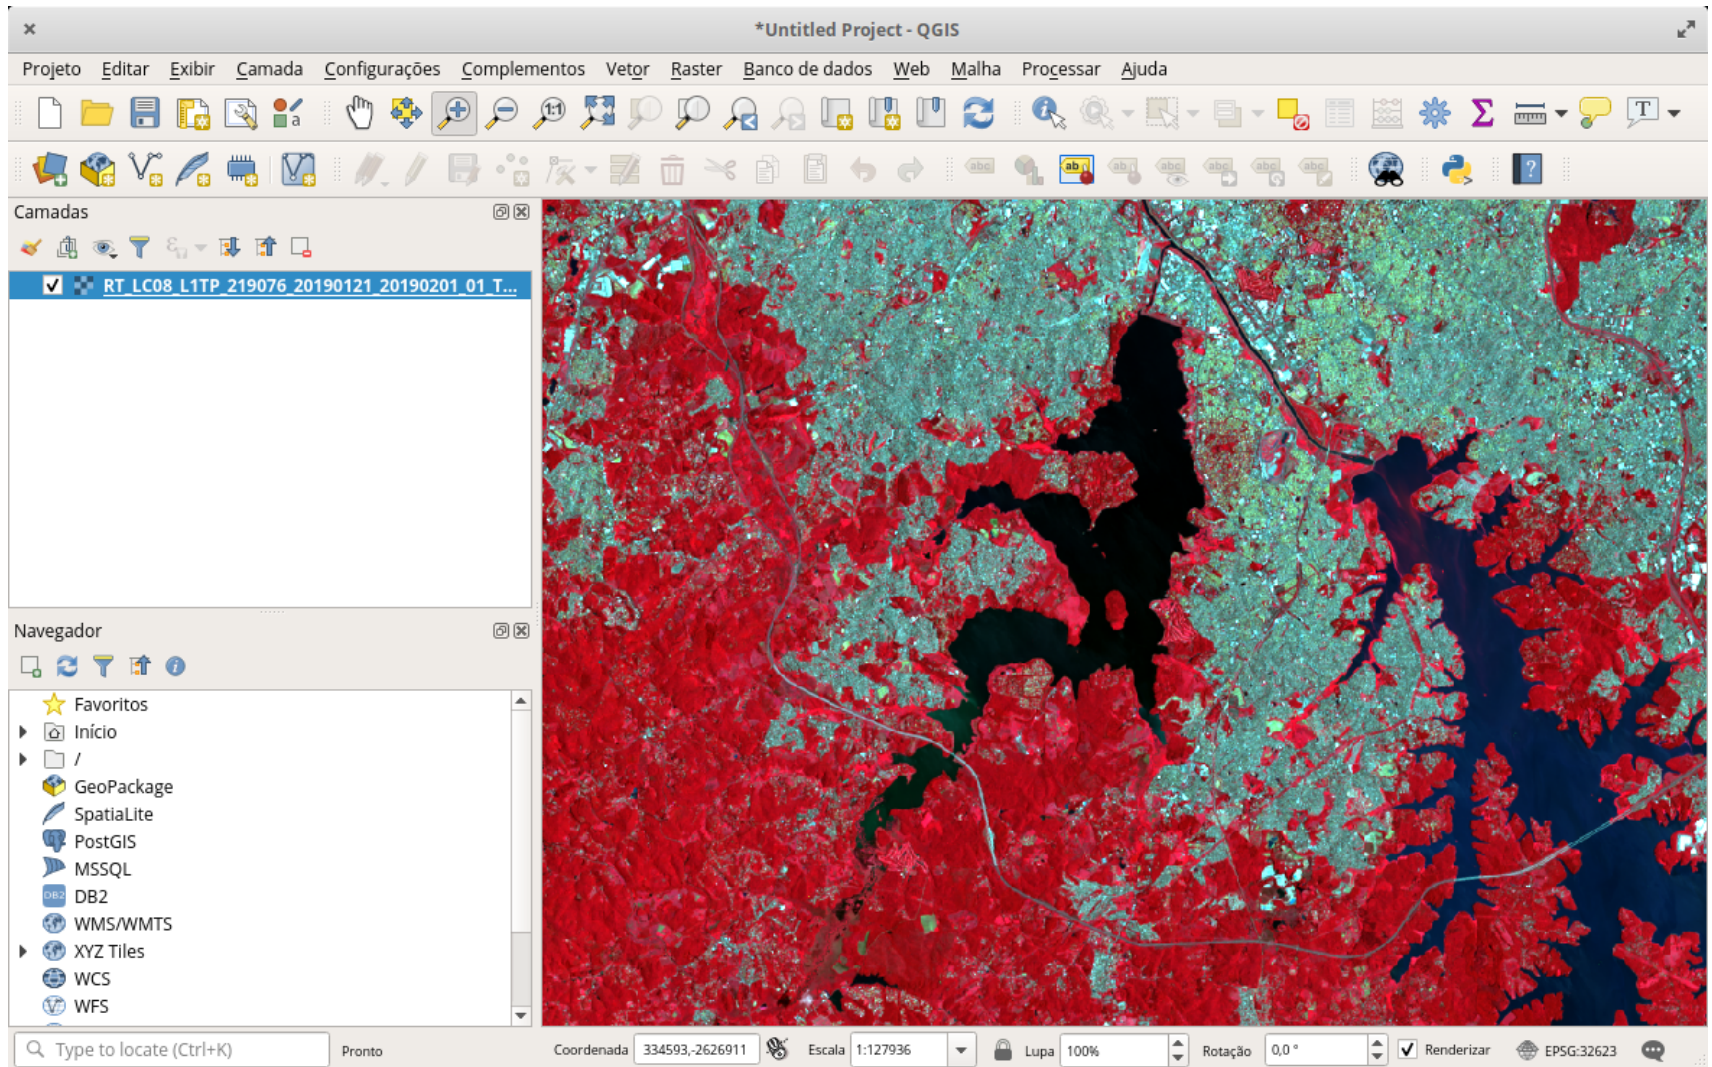 *Untitled Project - QGIS
Projeto Editar Exibir Camada Configurações Complementos Vetor Raster Banco de dados Web Malha Processar Ajuda
Camadas
RT_LC08_L1TP_219076_20190121_20190201_01_T...
Navegador
Favoritos
Início
/
GeoPackage
SpatiaLite
PostGIS
MSSQL
DB2
WMS/WMTS
XYZ Tiles
WCS
WFS
Type to locate (Ctrl+K) Pronto Coordenada 334593,-2626911 Escala 1:127936 Lupa 100% Rotação 0,0 ° Renderizar EPSG:32623